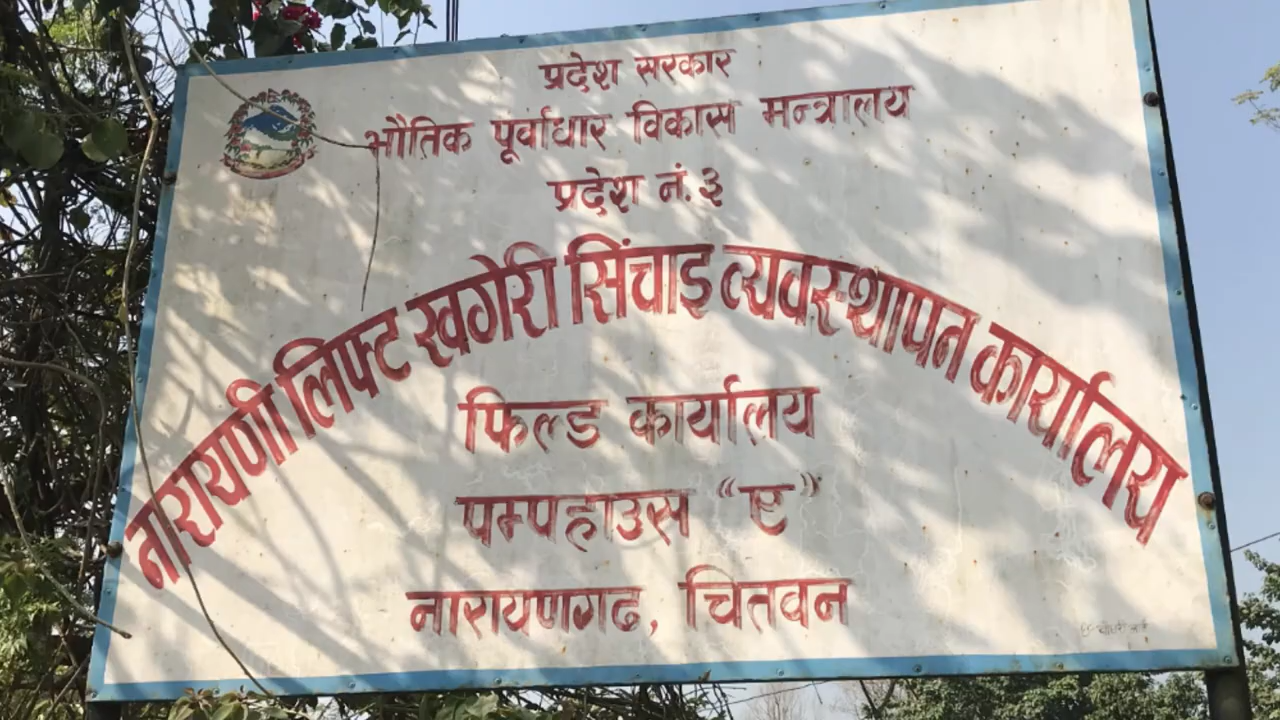 प्रदेश सरकार
भौतिक पूर्वाधार विकास मन्त्रालय
प्रदेश नं. ३
नारायणी लिफ्ट खगेरी सिंचाइ व्यवस्थापन कार्यालय
फिल्ड कार्यालय
पम्पहाउस “ए”
नारायणगढ, चितवन